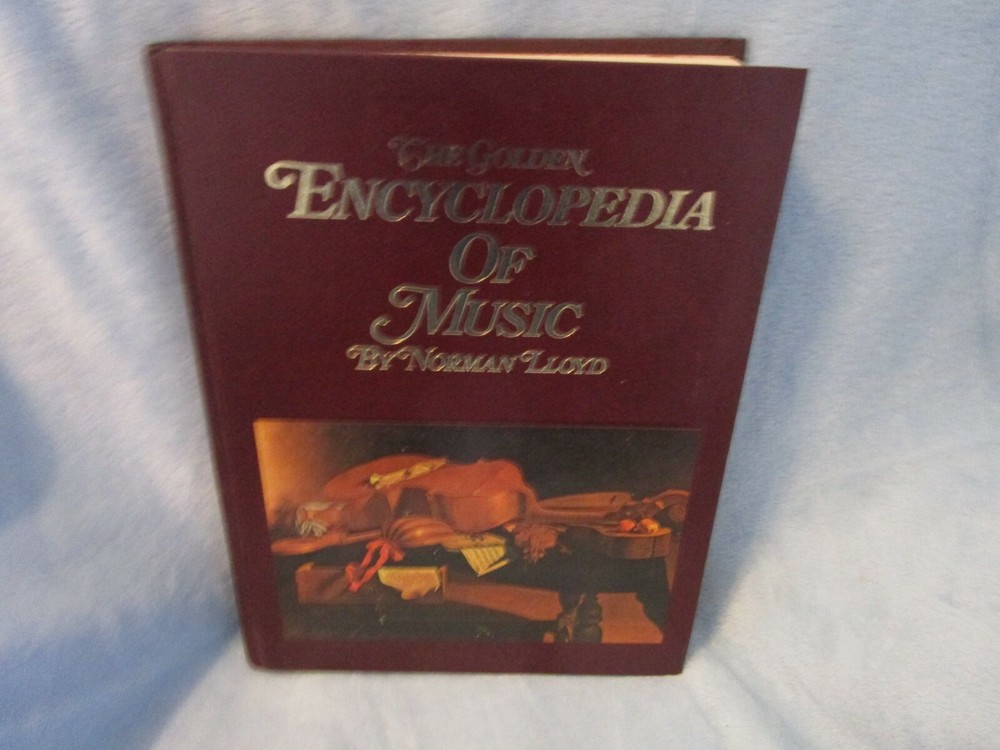 The Golden
Encyclopedia
Of
Music
By Norman Lloyd